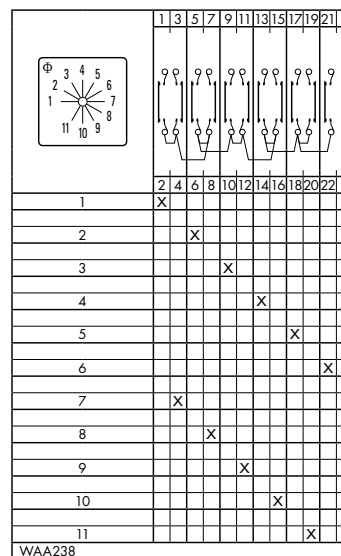 1 3 5 7 9 11 13 15 17 19 21
Φ
3 4 5
2 6
1 7
8
11 10 9
2 4 6 8 10 12 14 16 18 20 22
1 X
2 X
3 X
4 X
5 X
6 X
7 X
8 X
9 X
10 X
11 X
WAA238